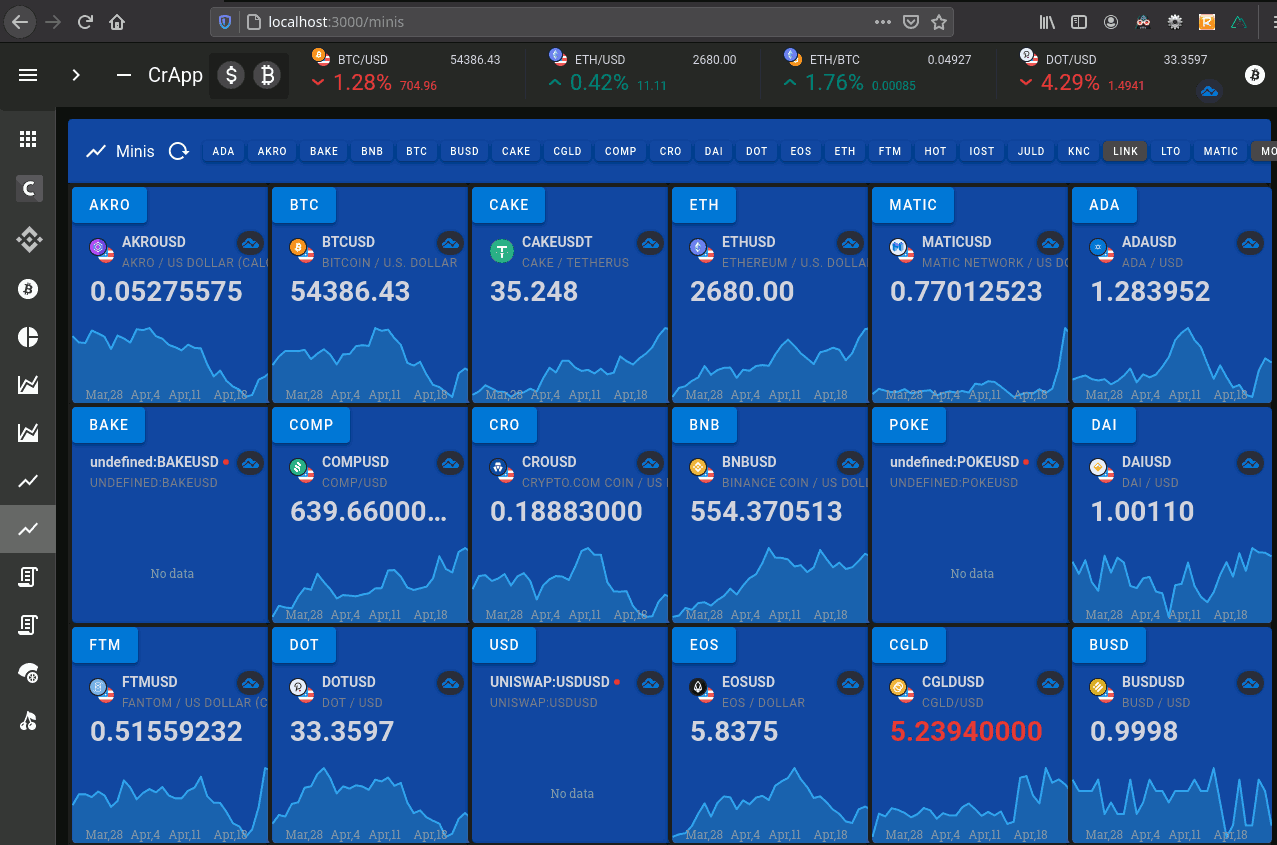 localhost:3000/minis
CrApp
BTC/USD 54386.43
1.28% 704.96
ETH/USD 2680.00
0.42% 11.11
ETH/BTC 0.04927
1.76% 0.00085
DOT/USD 33.3597
4.29% 1.4941
Minis ADA AKRO BAKE BNB BTC BUSD CAKE CGLD COMP CRO DAI DOT EOS ETH FTM HOT IOST JULD KNC LINK LTO MATIC MO
AKRO
AKROUSD
AKRO / US DOLLAR (CALC
0.05275575
Mar,28 Apr,4 Apr,11 Apr,18
BTC
BTCUSD
BITCOIN / U.S. DOLLAR
54386.43
Mar,28 Apr,4 Apr,11 Apr,18
CAKE
CAKEUSDT
CAKE / TETHERUS
35.248
Mar,28 Apr,4 Apr,11 Apr,18
ETH
ETHUSD
ETHEREUM / U.S. DOLLA
2680.00
Mar,28 Apr,4 Apr,11 Apr,18
MATIC
MATICUSD
MATIC NETWORK / US DO
0.77012523
Mar,28 Apr,4 Apr,11 Apr,18
ADA
ADAUSD
ADA / USD
1.283952
Mar,28 Apr,4 Apr,11 Apr,18
BAKE
undefined:BAKEUSD
UNDEFINED:BAKEUSD
No data
COMP
COMPUSD
COMP/USD
639.66000...
Mar,28 Apr,4 Apr,11 Apr,18
CRO
CROUSD
CRYPTO.COM COIN / US
0.18883000
Mar,28 Apr,4 Apr,11 Apr,18
BNB
BNBUSD
BINANCE COIN / US DOLL
554.370513
Mar,28 Apr,4 Apr,11 Apr,18
POKE
undefined:POKEUSD
UNDEFINED:POKEUSD
No data
DAI
DAIUSD
DAI / USD
1.00110
Mar,28 Apr,4 Apr,11 Apr,18
FTM
FTMUSD
FANTOM / US DOLLAR (C
0.51559232
Mar,28 Apr,4 Apr,11 Apr,18
DOT
DOTUSD
DOT / USD
33.3597
Mar,28 Apr,4 Apr,11 Apr,18
USD
UNISWAP:USDUSD
UNISWAP:USDUSD
No data
EOS
EOSUSD
EOS / DOLLAR
5.8375
Mar,28 Apr,4 Apr,11 Apr,18
CGLD
CGLDUSD
CGLD/USD
5.23940000
Mar,28 Apr,4 Apr,11 Apr,18
BUSD
BUSDUSD
BUSD / USD
0.9998
Mar,28 Apr,4 Apr,11 Apr,18